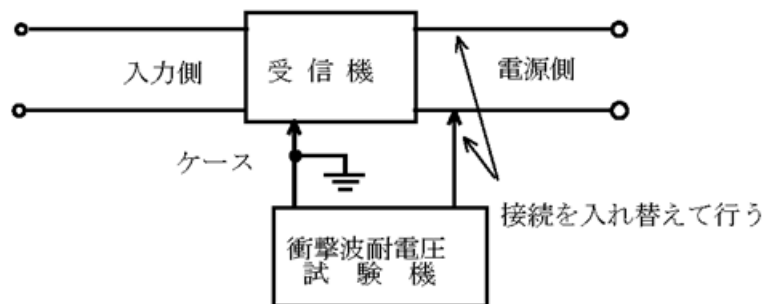 入力側
受信機
電源側
ケース
接続を入れ替えて行う
衝撃波耐電圧
試験機